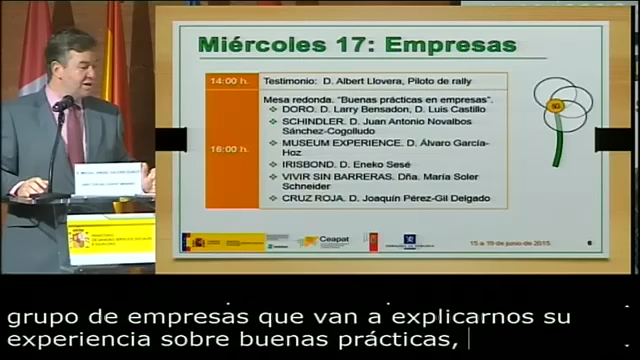 Miércoles 17: Empresas
14:00 h.
Testimonio: D. Albert Llovera, Piloto de rally
16:00 h.
Mesa redonda. “Buenas prácticas en empresas”.
DORO. D. Larry Bensadon, D. Luis Castillo
SCHINDLER. D. Juan Antonio Novalbos
Sánchez-Cogolludo
MUSEUM EXPERIENCE. D. Álvaro García-
Hoz
IRISBOND. D. Eneko Sesé
VIVIR SIN BARRERAS. Dña. María Soler
Schneider
CRUZ ROJA. D. Joaquín Pérez-Gil Delgado
Ceapat
15 a 19 de junio de 2015
6
grupo de empresas que van a explicarnos su
experiencia sobre buenas prácticas,